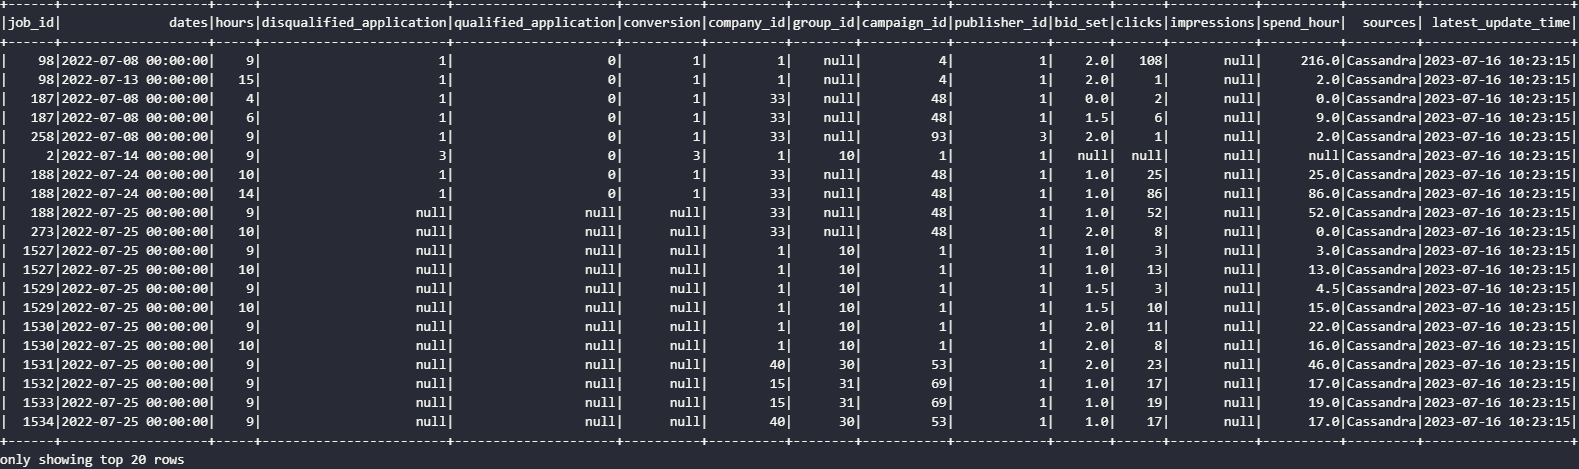 +------+-------------------+-----+------------------------+---------------------+----------+----------+--------+-----------+------------+-------+------+-----------+----------+---------+-------------------+
|job_id|              dates|hours|disqualified_application|qualified_application|conversion|company_id|group_id|campaign_id|publisher_id|bid_set|clicks|impressions|spend_hour|  sources| latest_update_time|
+------+-------------------+-----+------------------------+---------------------+----------+----------+--------+-----------+------------+-------+------+-----------+----------+---------+-------------------+
|    98|2022-07-08 00:00:00|    9|                       1|                    0|         1|         1|    null|          4|           1|    2.0|   108|       null|     216.0|Cassandra|2023-07-16 10:23:15|
|    98|2022-07-13 00:00:00|   15|                       1|                    0|         1|         1|    null|          4|           1|    2.0|     1|       null|       2.0|Cassandra|2023-07-16 10:23:15|
|   187|2022-07-08 00:00:00|    4|                       1|                    0|         1|        33|    null|         48|           1|    0.0|     2|       null|       0.0|Cassandra|2023-07-16 10:23:15|
|   187|2022-07-08 00:00:00|    6|                       1|                    0|         1|        33|    null|         48|           1|    1.5|     6|       null|       9.0|Cassandra|2023-07-16 10:23:15|
|   258|2022-07-08 00:00:00|    9|                       1|                    0|         1|        33|    null|         93|           3|    2.0|     1|       null|       2.0|Cassandra|2023-07-16 10:23:15|
|     2|2022-07-14 00:00:00|    9|                       3|                    0|         3|         1|      10|          1|           1|   null|  null|       null|      null|Cassandra|2023-07-16 10:23:15|
|   188|2022-07-24 00:00:00|   10|                       1|                    0|         1|        33|    null|         48|           1|    1.0|    25|       null|      25.0|Cassandra|2023-07-16 10:23:15|
|   188|2022-07-24 00:00:00|   14|                       1|                    0|         1|        33|    null|         48|           1|    1.0|    86|       null|      86.0|Cassandra|2023-07-16 10:23:15|
|   188|2022-07-25 00:00:00|    9|                    null|                 null|      null|        33|    null|         48|           1|    1.0|    52|       null|      52.0|Cassandra|2023-07-16 10:23:15|
|   273|2022-07-25 00:00:00|   10|                    null|                 null|      null|        33|    null|         48|           1|    2.0|     8|       null|       0.0|Cassandra|2023-07-16 10:23:15|
|  1527|2022-07-25 00:00:00|    9|                    null|                 null|      null|         1|      10|          1|           1|    1.0|     3|       null|       3.0|Cassandra|2023-07-16 10:23:15|
|  1527|2022-07-25 00:00:00|   10|                    null|                 null|      null|         1|      10|          1|           1|    1.0|    13|       null|      13.0|Cassandra|2023-07-16 10:23:15|
|  1529|2022-07-25 00:00:00|    9|                    null|                 null|      null|         1|      10|          1|           1|    1.5|     3|       null|       4.5|Cassandra|2023-07-16 10:23:15|
|  1529|2022-07-25 00:00:00|   10|                    null|                 null|      null|         1|      10|          1|           1|    1.5|    10|       null|      15.0|Cassandra|2023-07-16 10:23:15|
|  1530|2022-07-25 00:00:00|    9|                    null|                 null|      null|         1|      10|          1|           1|    2.0|    11|       null|      22.0|Cassandra|2023-07-16 10:23:15|
|  1530|2022-07-25 00:00:00|   10|                    null|                 null|      null|         1|      10|          1|           1|    2.0|     8|       null|      16.0|Cassandra|2023-07-16 10:23:15|
|  1531|2022-07-25 00:00:00|    9|                    null|                 null|      null|        40|      30|         53|           1|    2.0|    23|       null|      46.0|Cassandra|2023-07-16 10:23:15|
|  1532|2022-07-25 00:00:00|    9|                    null|                 null|      null|        15|      31|         69|           1|    1.0|    17|       null|      17.0|Cassandra|2023-07-16 10:23:15|
|  1533|2022-07-25 00:00:00|    9|                    null|                 null|      null|        15|      31|         69|           1|    1.0|    19|       null|      19.0|Cassandra|2023-07-16 10:23:15|
|  1534|2022-07-25 00:00:00|    9|                    null|                 null|      null|        40|      30|         53|           1|    1.0|    17|       null|      17.0|Cassandra|2023-07-16 10:23:15|
+------+-------------------+-----+------------------------+---------------------+----------+----------+--------+-----------+------------+-------+------+-----------+----------+---------+-------------------+
only showing top 20 rows